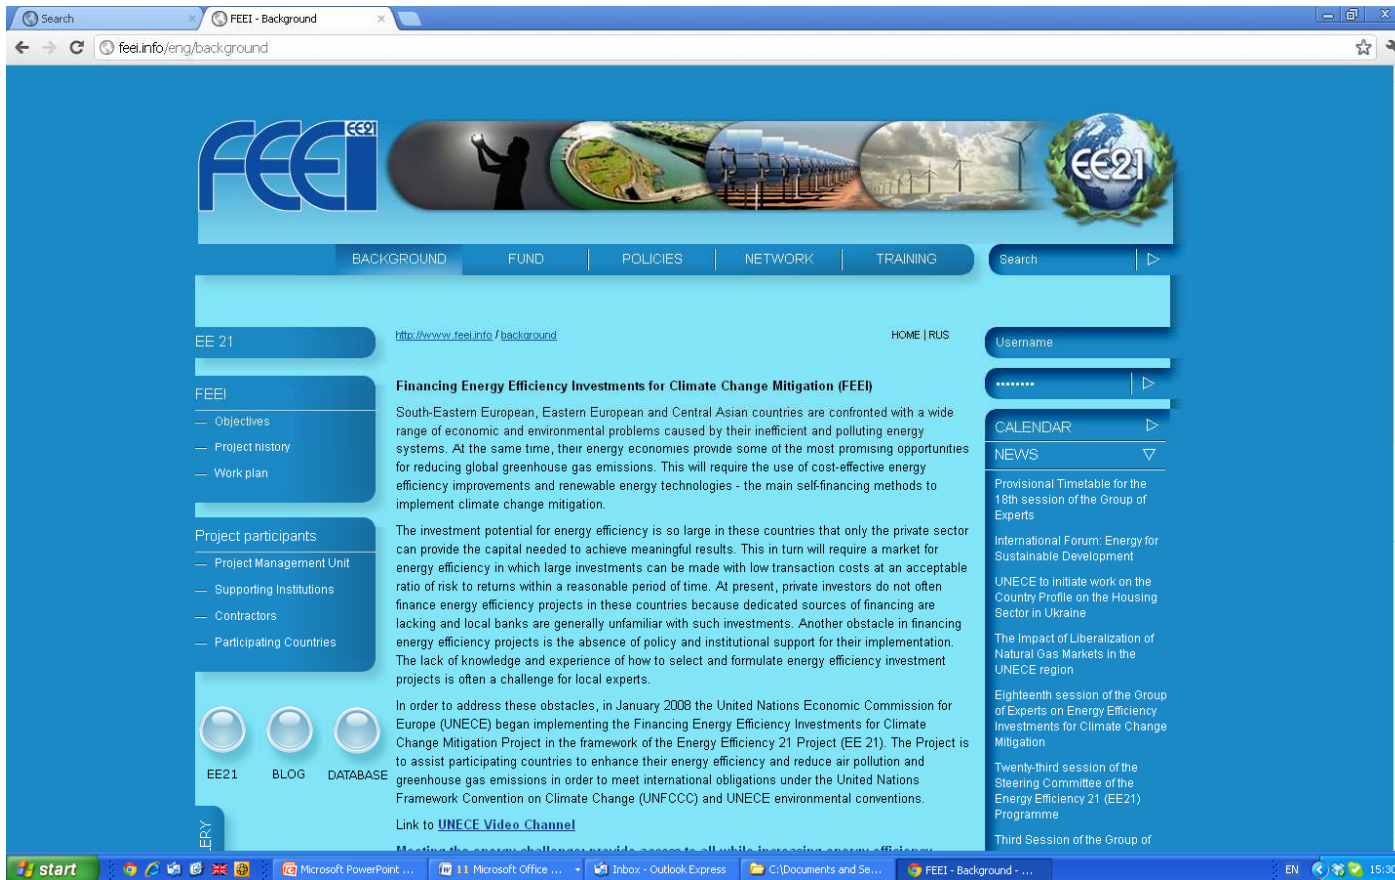 Search
FEEI - Background
feei.info/eng/background
FEEI
EE21
EE21
BACKGROUND
FUND
POLICIES
NETWORK
TRAINING
Search
EE 21
http://www.feei.info / background
HOME | RUS
Username
FEEI
Objectives
Project history
Work plan
Project participants
Project Management Unit
Supporting Institutions
Contractors
Participating Countries
EE21
BLOG
DATABASE
Financing Energy Efficiency Investments for Climate Change Mitigation (FEEI)
South-Eastern European, Eastern European and Central Asian countries are confronted with a wide
range of economic and environmental problems caused by their inefficient and polluting energy
systems. At the same time, their energy economies provide some of the most promising opportunities
for reducing global greenhouse gas emissions. This will require the use of cost-effective energy
efficiency improvements and renewable energy technologies - the main self-financing methods to
implement climate change mitigation.
The investment potential for energy efficiency is so large in these countries that only the private sector
can provide the capital needed to achieve meaningful results. This in turn will require a market for
energy efficiency in which large investments can be made with low transaction costs at an acceptable
ratio of risk to returns within a reasonable period of time. At present, private investors do not often
finance energy efficiency projects in these countries because dedicated sources of financing are
lacking and local banks are generally unfamiliar with such investments. Another obstacle in financing
energy efficiency projects is the absence of policy and institutional support for their implementation.
The lack of knowledge and experience of how to select and formulate energy efficiency investment
projects is often a challenge for local experts.
In order to address these obstacles, in January 2008 the United Nations Economic Commission for
Europe (UNECE) began implementing the Financing Energy Efficiency Investments for Climate
Change Mitigation Project in the framework of the Energy Efficiency 21 Project (EE 21). The Project is
to assist participating countries to enhance their energy efficiency and reduce air pollution and
greenhouse gas emissions in order to meet international obligations under the United Nations
Framework Convention on Climate Change (UNFCCC) and UNECE environmental conventions.
Link to UNECE Video Channel
Meeting the energy challenge: provide access to all while increasing energy efficiency
••••••••
CALENDAR
NEWS
Provisional Timetable for the
18th session of the Group of
Experts
International Forum: Energy for
Sustainable Development
UNECE to initiate work on the
Country Profile on the Housing
Sector in Ukraine
The Impact of Liberalization of
Natural Gas Markets in the
UNECE region
Eighteenth session of the Group
of Experts on Energy Efficiency
Investments for Climate Change
Mitigation
Twenty-third session of the
Steering Committee of the
Energy Efficiency 21 (EE21)
Programme
Third Session of the Group of
start
Microsoft PowerPoint ...
11 Microsoft Office ...
Inbox - Outlook Express
C:\Documents and Se...
FEEI - Background - ...
EN
15:30